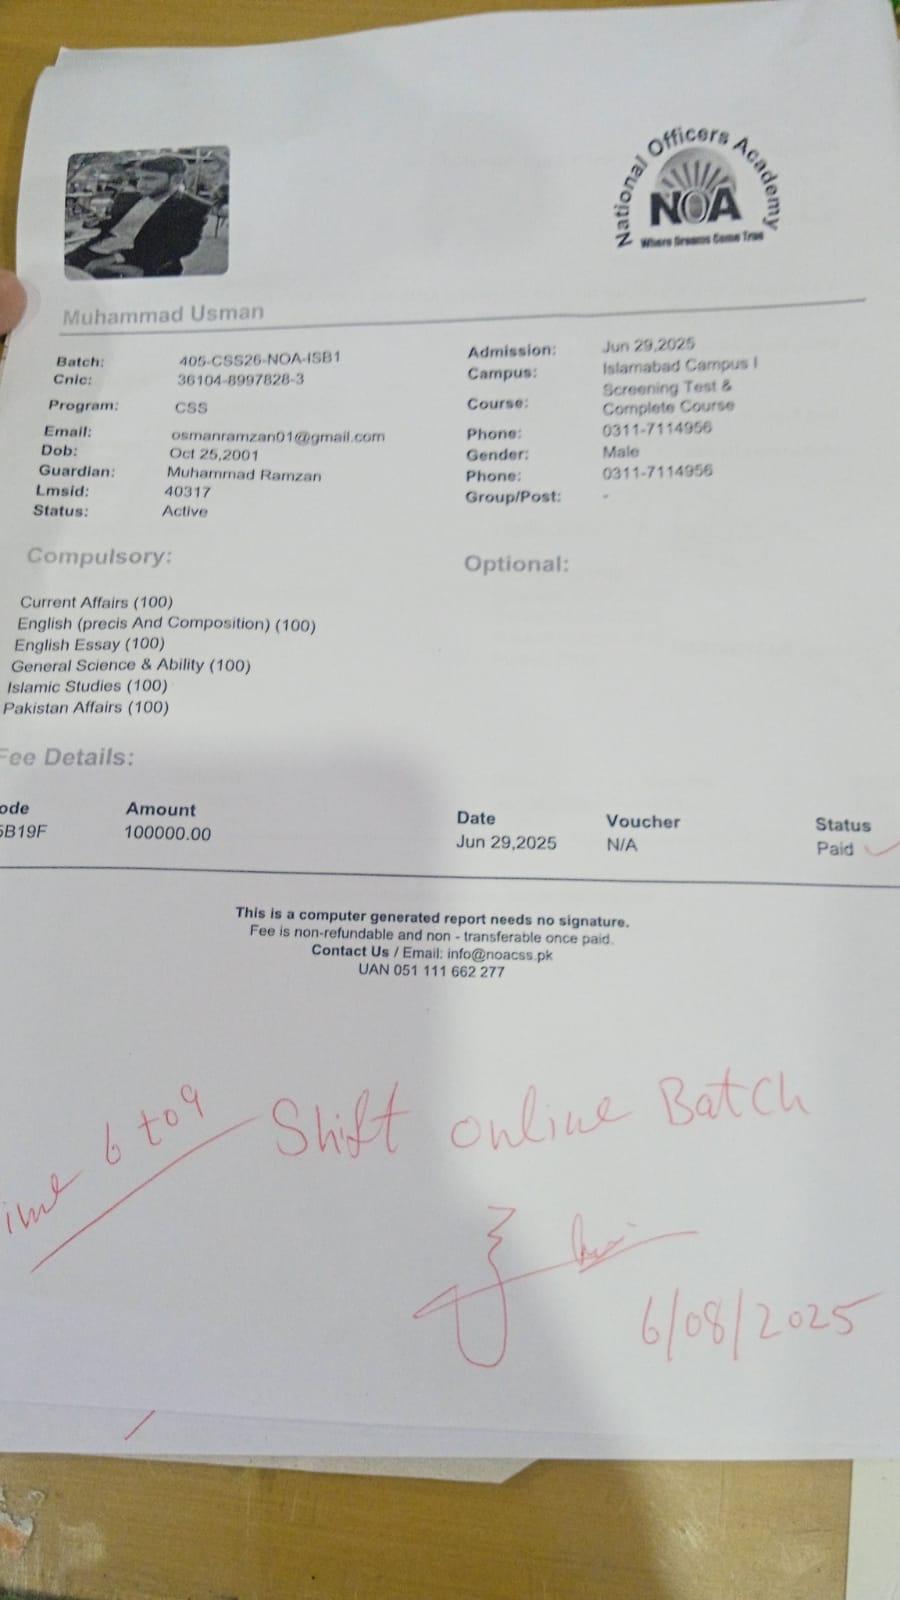 National Officers Academy
NOA
Where Dreams Come True
Muhammad Usman
Batch: 405-CSS26-NOA-ISB1
Cnic: 36104-8997828-3
Program: CSS
Email: osmanramzan01@gmail.com
Dob: Oct 25,2001
Guardian: Muhammad Ramzan
Lmsid: 40317
Status: Active
Admission: Jun 29,2025
Campus: Islamabad Campus I
Course: Screening Test &
Complete Course
Phone: 0311-7114956
Gender: Male
Phone: 0311-7114956
Group/Post: -
Compulsory:
Current Affairs (100)
English (precis And Composition) (100)
English Essay (100)
General Science & Ability (100)
Islamic Studies (100)
Pakistan Affairs (100)
Optional:
Fee Details:
ode Amount Date Voucher Status
5B19F 100000.00 Jun 29,2025 N/A Paid
This is a computer generated report needs no signature.
Fee is non-refundable and non - transferable once paid.
Contact Us / Email: info@noacss.pk
UAN 051 111 662 277
ime 6 to 9 Shift online Batch
6/08/2025